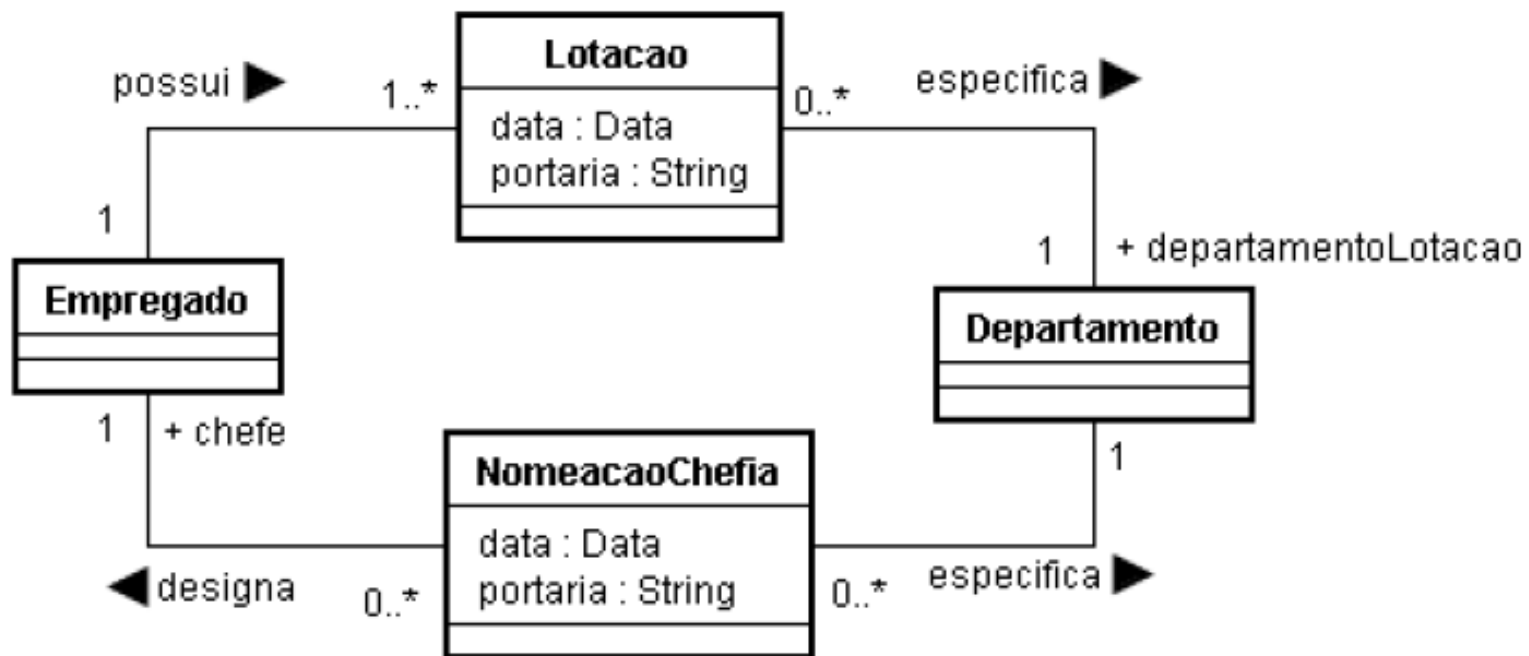 Lotacao
possui
1..*
0..*
especifica
data : Data
portaria : String
1
1
+ departamentoLotacao
Empregado
Departamento
1
+ chefe
NomeacaoChefia
1
data : Data
designa
0..*
portaria : String
0..*
especifica